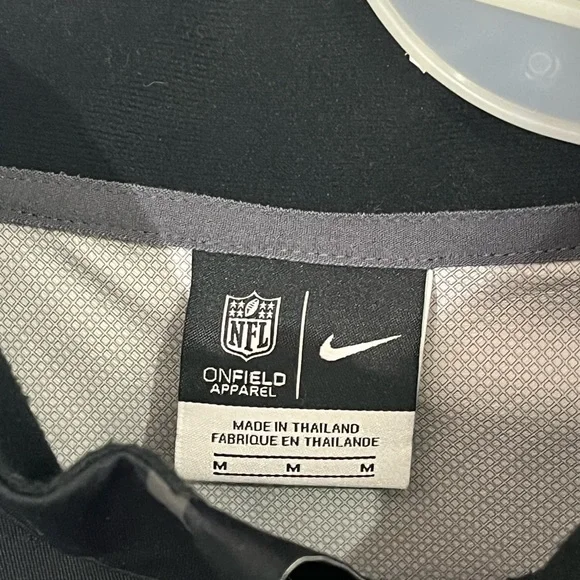 NFL
ONFIELD
APPAREL
MADE IN THAILAND
FABRIQUE EN THAILANDE
M M M